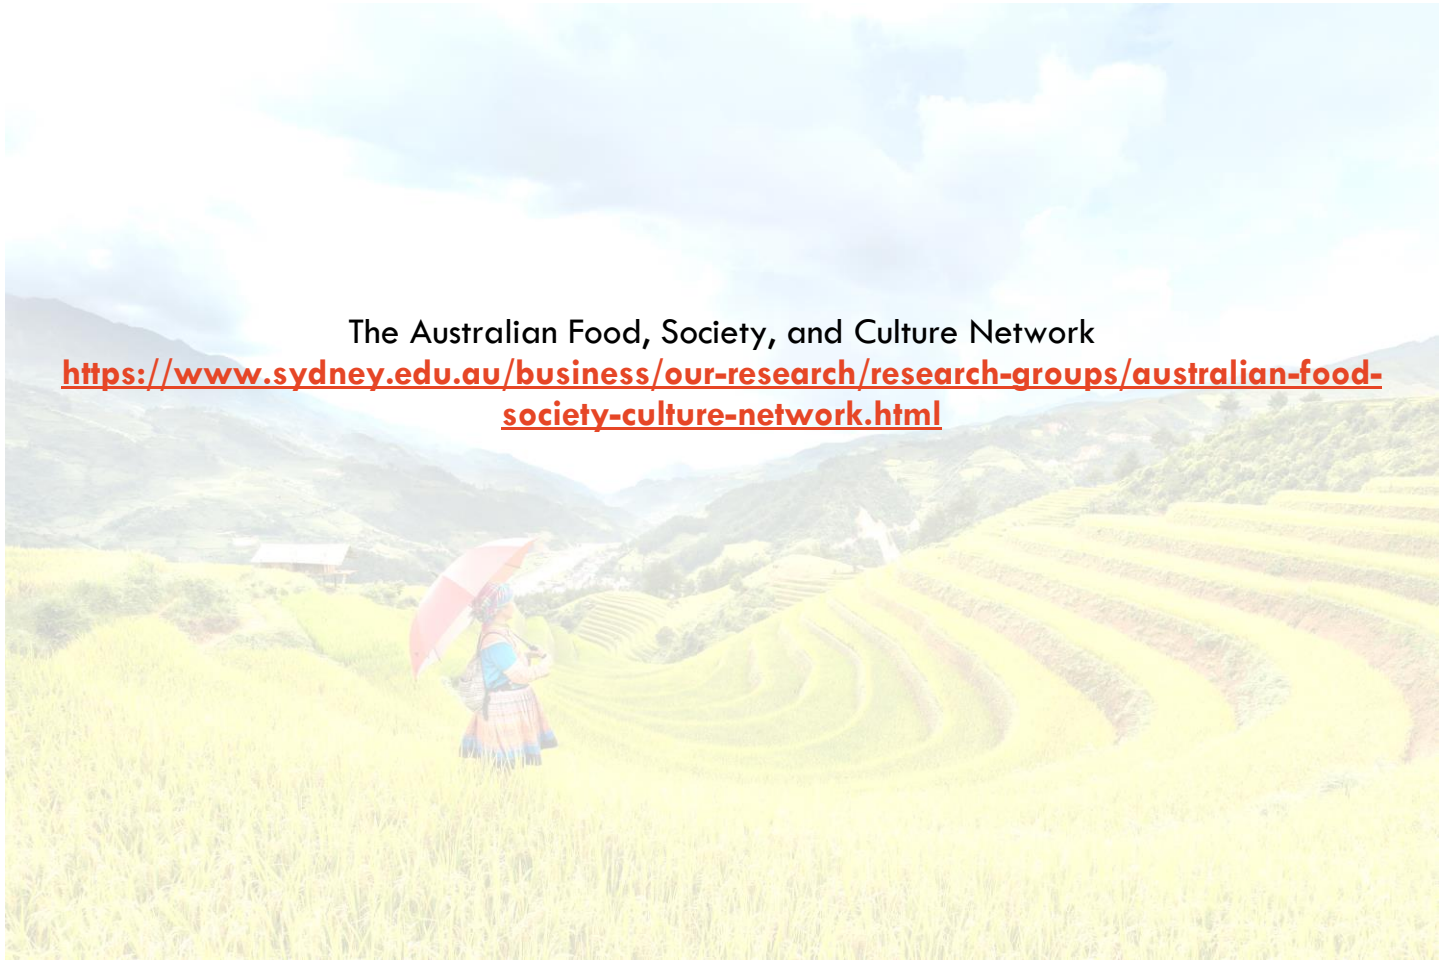 The Australian Food, Society, and Culture Network
https://www.sydney.edu.au/business/our-research/research-groups/australian-food-
society-culture-network.html